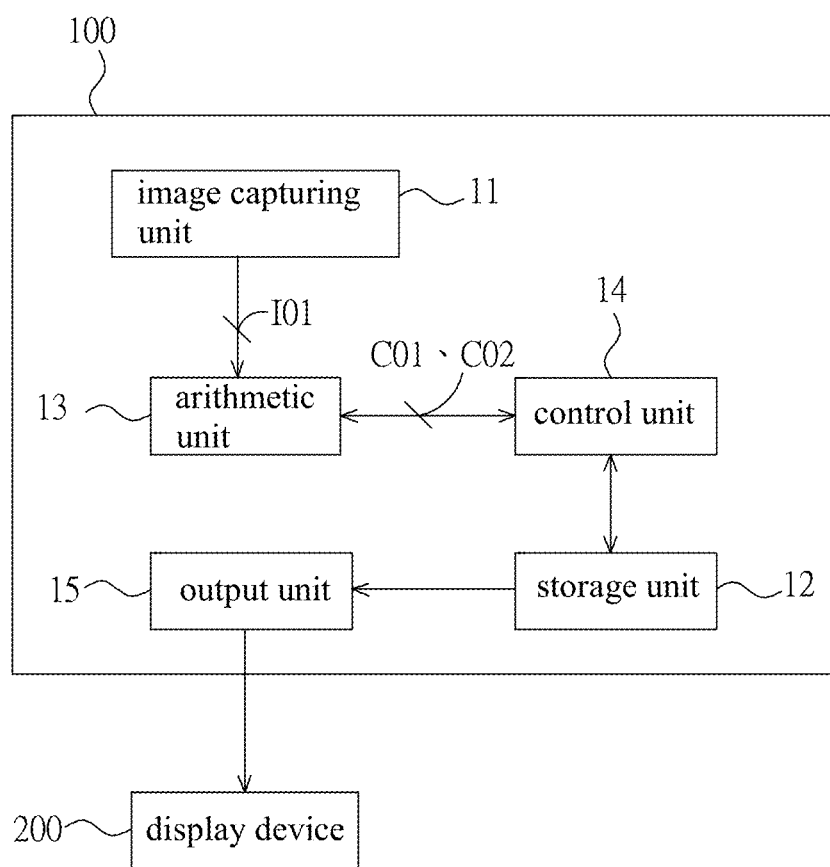 100
image capturing
unit
11
I01
C01、C02
14
13
arithmetic
unit
control unit
15
output unit
storage unit
12
200
display device